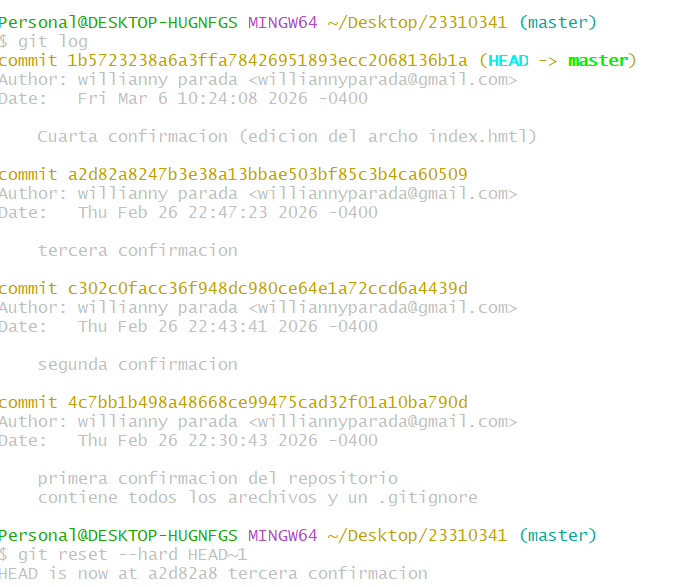 Personal@DESKTOP-HUGNFGS MINGW64 ~/Desktop/23310341 (master)
$ git log
commit 1b5723238a6a3ffa78426951893ecc2068136b1a (HEAD -> master)
Author: willianny parada <williannyparada@gmail.com>
Date:   Fri Mar 6 10:24:08 2026 -0400

    Cuarta confirmacion (edicion del archo index.hmtl)

commit a2d82a8247b3e38a13bbae503bf85c3b4ca60509
Author: willianny parada <williannyparada@gmail.com>
Date:   Thu Feb 26 22:47:23 2026 -0400

    tercera confirmacion

commit c302c0facc36f948dc980ce64e1a72ccd6a4439d
Author: willianny parada <williannyparada@gmail.com>
Date:   Thu Feb 26 22:43:41 2026 -0400

    segunda confirmacion

commit 4c7bb1b498a48668ce99475cad32f01a10ba790d
Author: willianny parada <williannyparada@gmail.com>
Date:   Thu Feb 26 22:30:43 2026 -0400

    primera confirmacion del repositorio
    contiene todos los arechivos y un .gitignore

Personal@DESKTOP-HUGNFGS MINGW64 ~/Desktop/23310341 (master)
$ git reset --hard HEAD~1
HEAD is now at a2d82a8 tercera confirmacion